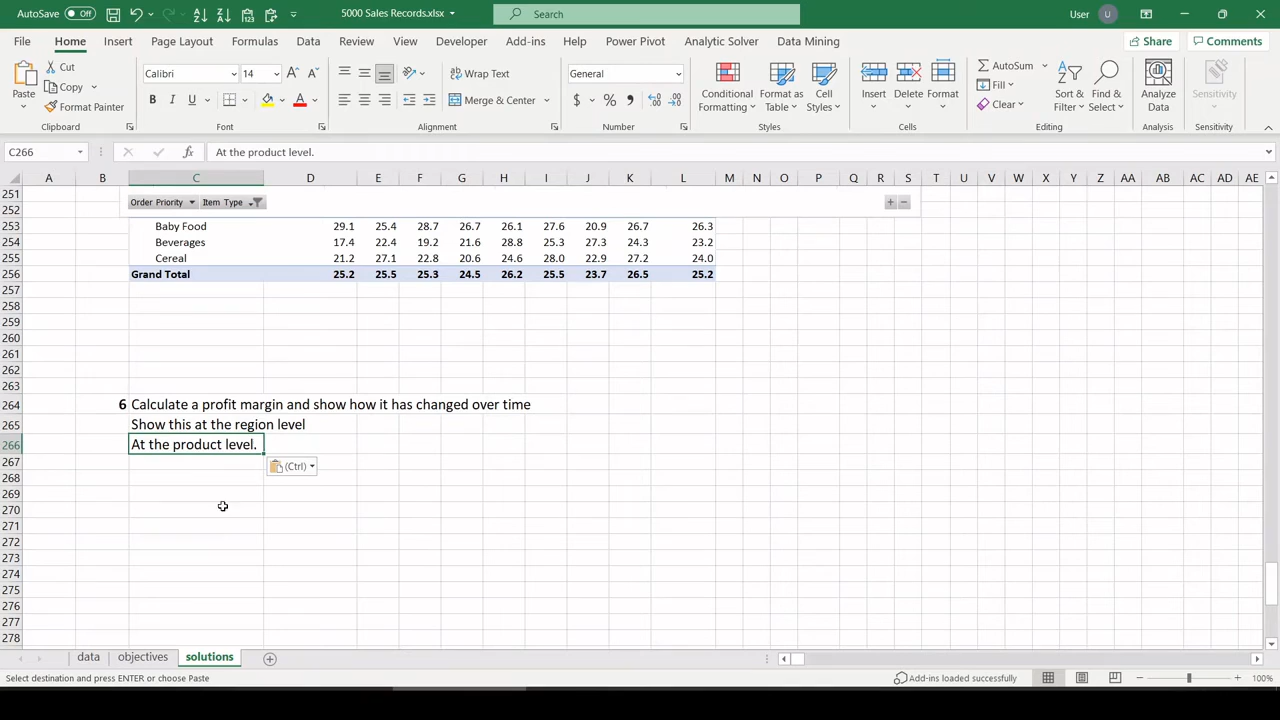 AutoSave Off 5000 Sales Records.xlsx Search User U
File Home Insert Page Layout Formulas Data Review View Developer Add-ins Help Power Pivot Analytic Solver Data Mining Share Comments
Paste Cut Copy Format Painter Clipboard
Calibri 14 B I U A Font
Wrap Text Merge & Center Alignment
General $ % Number
Conditional Formatting Format as Table Cell Styles Styles
Insert Delete Format Cells
AutoSum Fill Clear Sort & Filter Find & Select Editing
Analyze Data Analysis
Sensitivity Sensitivity
C266 fx At the product level.
A B C D E F G H I J K L M N O P Q R S T U V W X Y Z AA AB AC AD AE
251
252 Order Priority Item Type + −
253 Baby Food 29.1 25.4 28.7 26.7 26.1 27.6 20.9 26.7 26.3
254 Beverages 17.4 22.4 19.2 21.6 28.8 25.3 27.3 24.3 23.2
255 Cereal 21.2 27.1 22.8 20.6 24.6 28.0 22.9 27.2 24.0
256 Grand Total 25.2 25.5 25.3 24.5 26.2 25.5 23.7 26.5 25.2
257
258
259
260
261
262
263
264 6 Calculate a profit margin and show how it has changed over time
265 Show this at the region level
266 At the product level.
267 (Ctrl)
268
269
270
271
272
273
274
275
276
277
278
data objectives solutions
Select destination and press ENTER or choose Paste Add-ins loaded successfully 100%